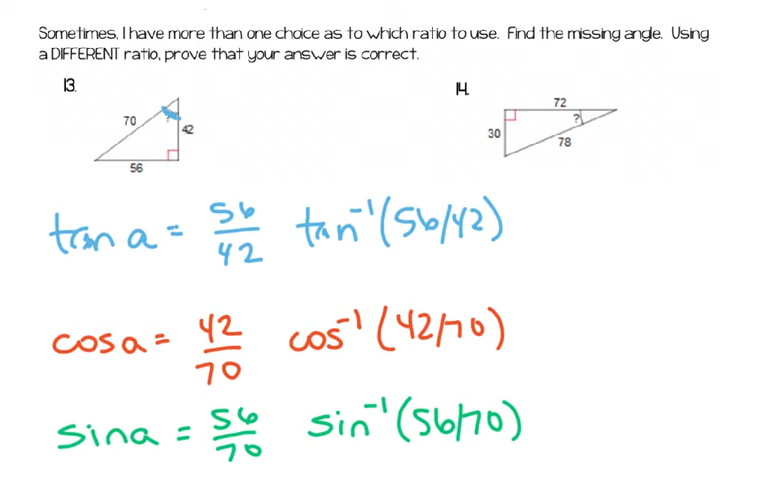 Sometimes, I have more than one choice as to which ratio to use. Find the missing angle. Using
a DIFFERENT ratio, prove that your answer is correct.
13.
70
42
56
14.
72
?
30
78
tan a = 56/42 tan⁻¹(56/42)
cos a = 42/70 cos⁻¹(42/70)
sin a = 56/70 sin⁻¹(56/70)